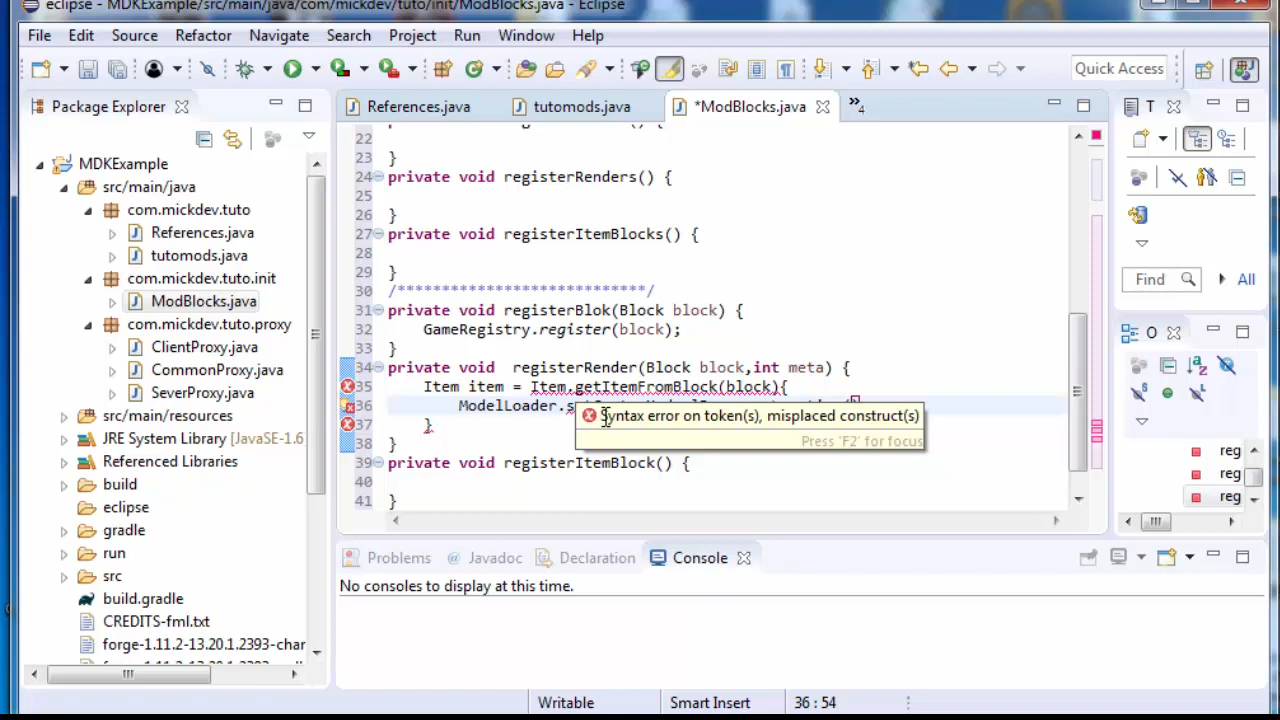 eclipse - MDKExample/src/main/java/com/mickdev/tuto/init/ModBlocks.java - Eclipse
File Edit Source Refactor Navigate Search Project Run Window Help
Quick Access
Package Explorer
References.java tutomods.java *ModBlocks.java »4
T
MDKExample
src/main/java
com.mickdev.tuto
References.java
tutomods.java
com.mickdev.tuto.init
ModBlocks.java
com.mickdev.tuto.proxy
ClientProxy.java
CommonProxy.java
SeverProxy.java
src/main/resources
JRE System Library (JavaSE-1.6
Referenced Libraries
build
eclipse
gradle
run
src
build.gradle
CREDITS-fml.txt
forge-1.11.2-13.20.1.2393-char
22
23 }
24 private void registerRenders() {
25
26 }
27 private void registerItemBlocks() {
28
29 }
30 /****************************/
31 private void registerBlok(Block block) {
32 GameRegistry.register(block);
33 }
34 private void  registerRender(Block block,int meta) {
35 Item item = Item.getItemFromBlock(block){
36 ModelLoader.s
Syntax error on token(s), misplaced construct(s)
Press 'F2' for focus
37 }
38 }
39 private void registerItemBlock() {
40
41 }
Find All
O
reg
reg
reg
Problems @ Javadoc Declaration Console
No consoles to display at this time.
Writable Smart Insert 36 : 54